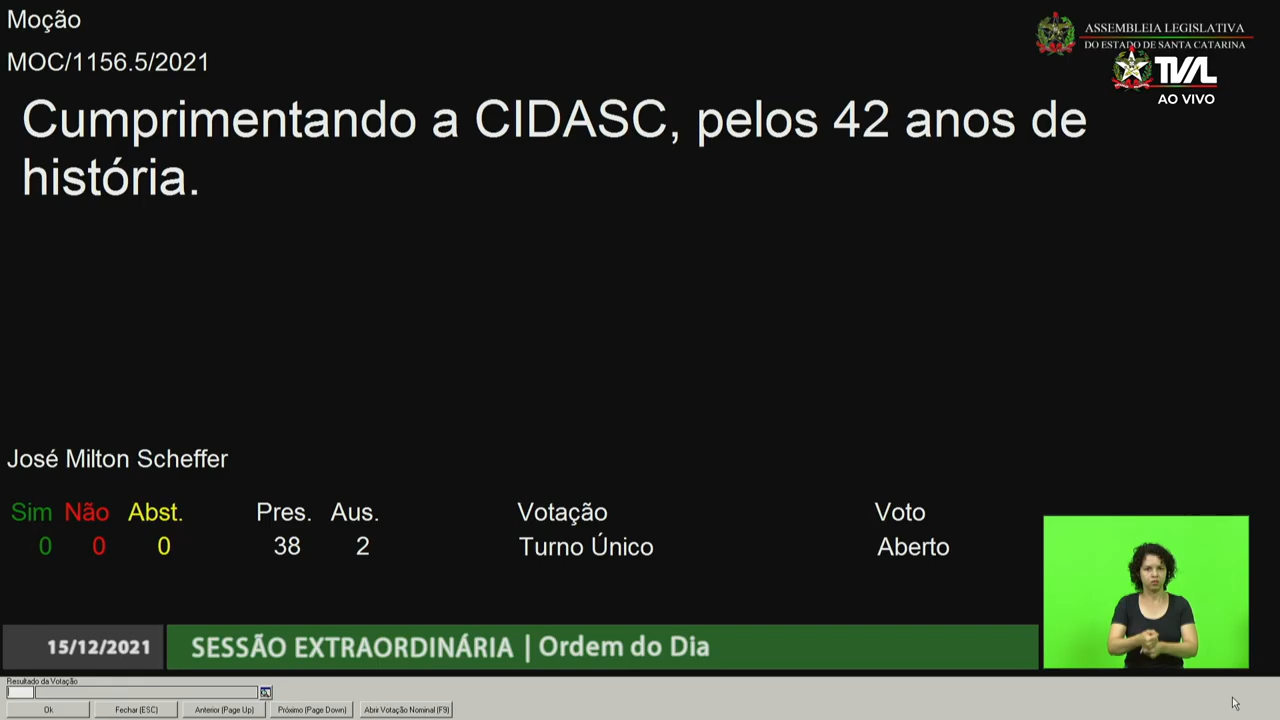 Moção
MOC/1156.5/2021
ASSEMBLEIA LEGISLATIVA
DO ESTADO DE SANTA CATARINA
TVAL
AO VIVO
Cumprimentando a CIDASC, pelos 42 anos de
história.
José Milton Scheffer
Sim Não Abst. Pres. Aus. Votação Voto
0 0 0 38 2 Turno Único Aberto
15/12/2021 SESSÃO EXTRAORDINÁRIA | Ordem do Dia
Resultado da Votação
Ok Fechar (ESC) Anterior (Page Up) Próximo (Page Down) Abrir Votação Nominal (F9)